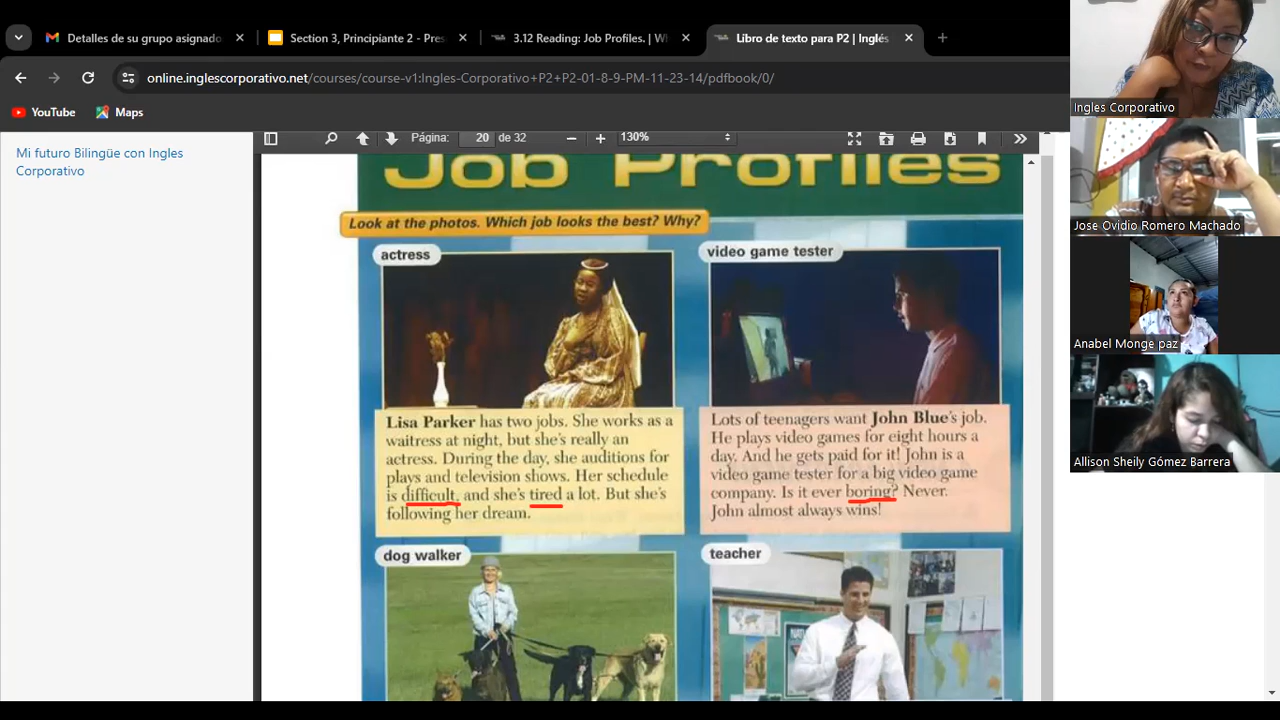 Detalles de su grupo asignado
Section 3, Principiante 2 - Pres
3.12 Reading: Job Profiles. | W
Libro de texto para P2 | Inglés
online.inglescorporativo.net/courses/course-v1:Ingles-Corporativo+P2+P2-01-8-9-PM-11-23-14/pdfbook/0/
YouTube
Maps
Mi futuro Bilingüe con Ingles
Corporativo
Página:
20
de 32
130%
Job Profiles
Look at the photos. Which job looks the best? Why?
actress
Lisa Parker has two jobs. She works as a
waitress at night, but she's really an
actress. During the day, she auditions for
plays and television shows. Her schedule
is difficult, and she's tired a lot. But she's
following her dream.
video game tester
Lots of teenagers want John Blue's job.
He plays video games for eight hours a
day. And he gets paid for it! John is a
video game tester for a big video game
company. Is it ever boring? Never.
John almost always wins!
dog walker
teacher
Ingles Corporativo
Jose Ovidio Romero Machado
Anabel Monge paz
Allison Sheily Gómez Barrera